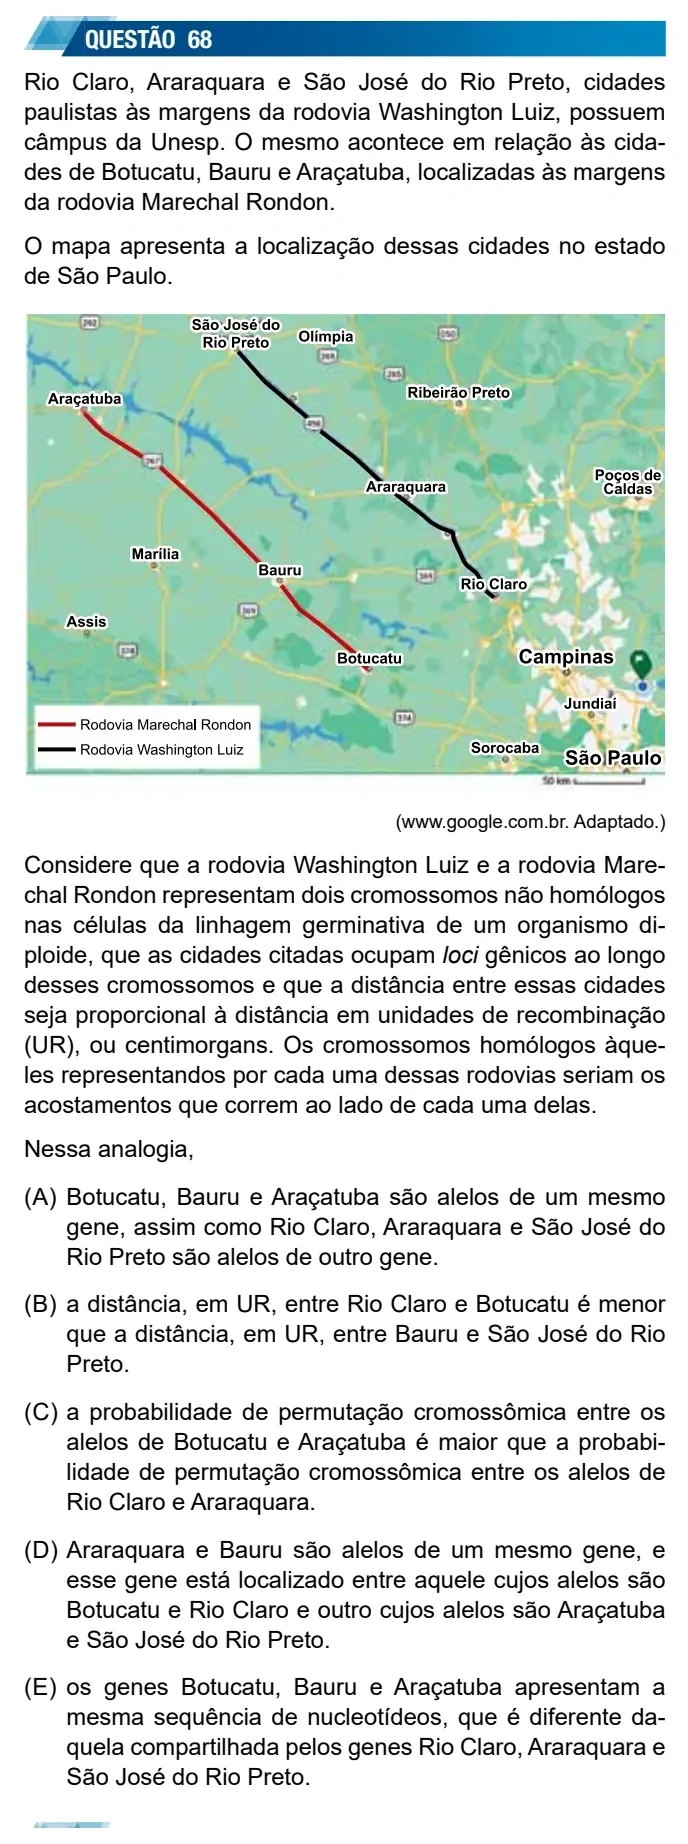 QUESTÃO 68
Rio Claro, Araraquara e São José do Rio Preto, cidades
paulistas às margens da rodovia Washington Luiz, possuem
câmpus da Unesp. O mesmo acontece em relação às cida-
des de Botucatu, Bauru e Araçatuba, localizadas às margens
da rodovia Marechal Rondon.
O mapa apresenta a localização dessas cidades no estado
de São Paulo.
São José do
Rio Preto
Olímpia
Araçatuba
Ribeirão Preto
Araraquara
Poços de
Caldas
Marília
Bauru
Rio Claro
Assis
Botucatu
Campinas
Jundiaí
Rodovia Marechal Rondon
Rodovia Washington Luiz
Sorocaba
São Paulo
50 km
(www.google.com.br. Adaptado.)
Considere que a rodovia Washington Luiz e a rodovia Mare-
chal Rondon representam dois cromossomos não homólogos
nas células da linhagem germinativa de um organismo di-
ploide, que as cidades citadas ocupam loci gênicos ao longo
desses cromossomos e que a distância entre essas cidades
seja proporcional à distância em unidades de recombinação
(UR), ou centimorgans. Os cromossomos homólogos àque-
les representandos por cada uma dessas rodovias seriam os
acostamentos que correm ao lado de cada uma delas.
Nessa analogia,
(A) Botucatu, Bauru e Araçatuba são alelos de um mesmo
gene, assim como Rio Claro, Araraquara e São José do
Rio Preto são alelos de outro gene.
(B) a distância, em UR, entre Rio Claro e Botucatu é menor
que a distância, em UR, entre Bauru e São José do Rio
Preto.
(C) a probabilidade de permutação cromossômica entre os
alelos de Botucatu e Araçatuba é maior que a probabi-
lidade de permutação cromossômica entre os alelos de
Rio Claro e Araraquara.
(D) Araraquara e Bauru são alelos de um mesmo gene, e
esse gene está localizado entre aquele cujos alelos são
Botucatu e Rio Claro e outro cujos alelos são Araçatuba
e São José do Rio Preto.
(E) os genes Botucatu, Bauru e Araçatuba apresentam a
mesma sequência de nucleotídeos, que é diferente da-
quela compartilhada pelos genes Rio Claro, Araraquara e
São José do Rio Preto.